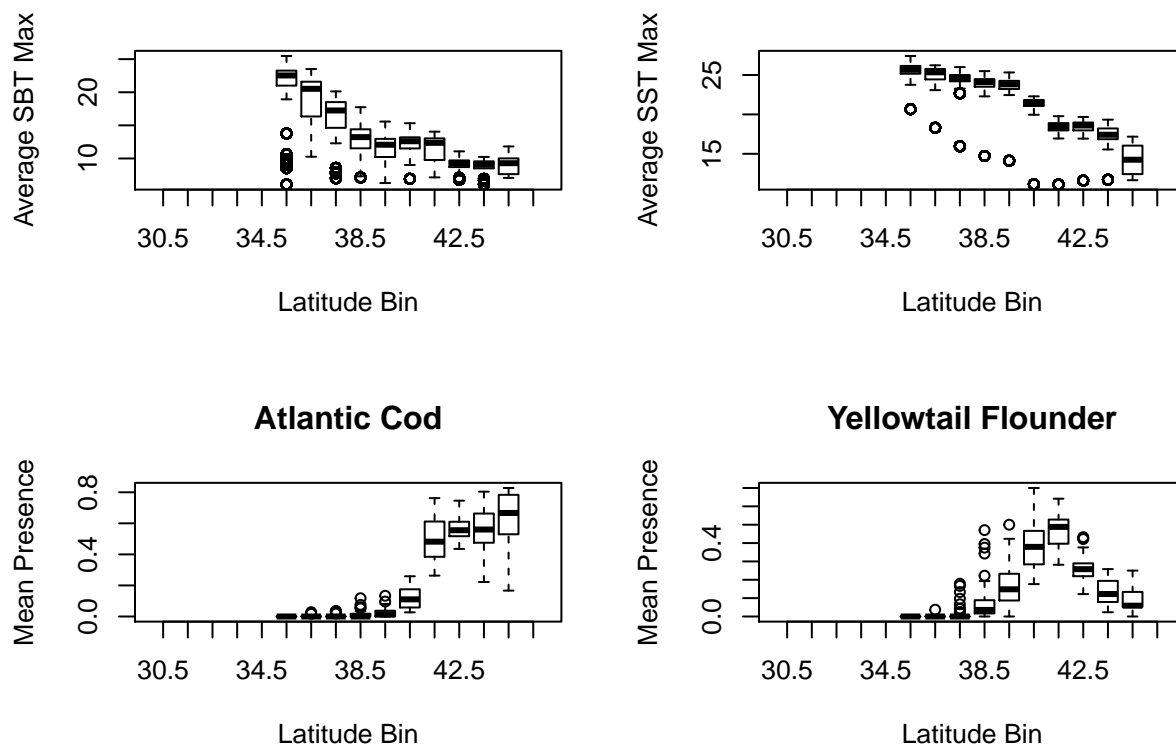 Average SBT Max
10 20
30.5 34.5 38.5 42.5
Latitude Bin
Average SST Max
15 25
30.5 34.5 38.5 42.5
Latitude Bin
Atlantic Cod
Mean Presence
0.0 0.4 0.8
30.5 34.5 38.5 42.5
Latitude Bin
Yellowtail Flounder
Mean Presence
0.0 0.4
30.5 34.5 38.5 42.5
Latitude Bin